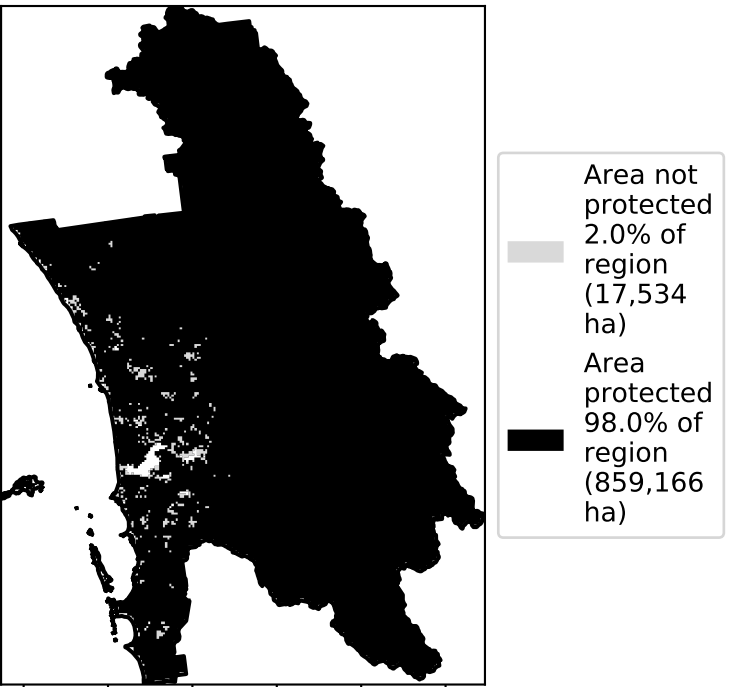 Area not
protected
2.0% of
region
(17,534
ha)
Area
protected
98.0% of
region
(859,166
ha)